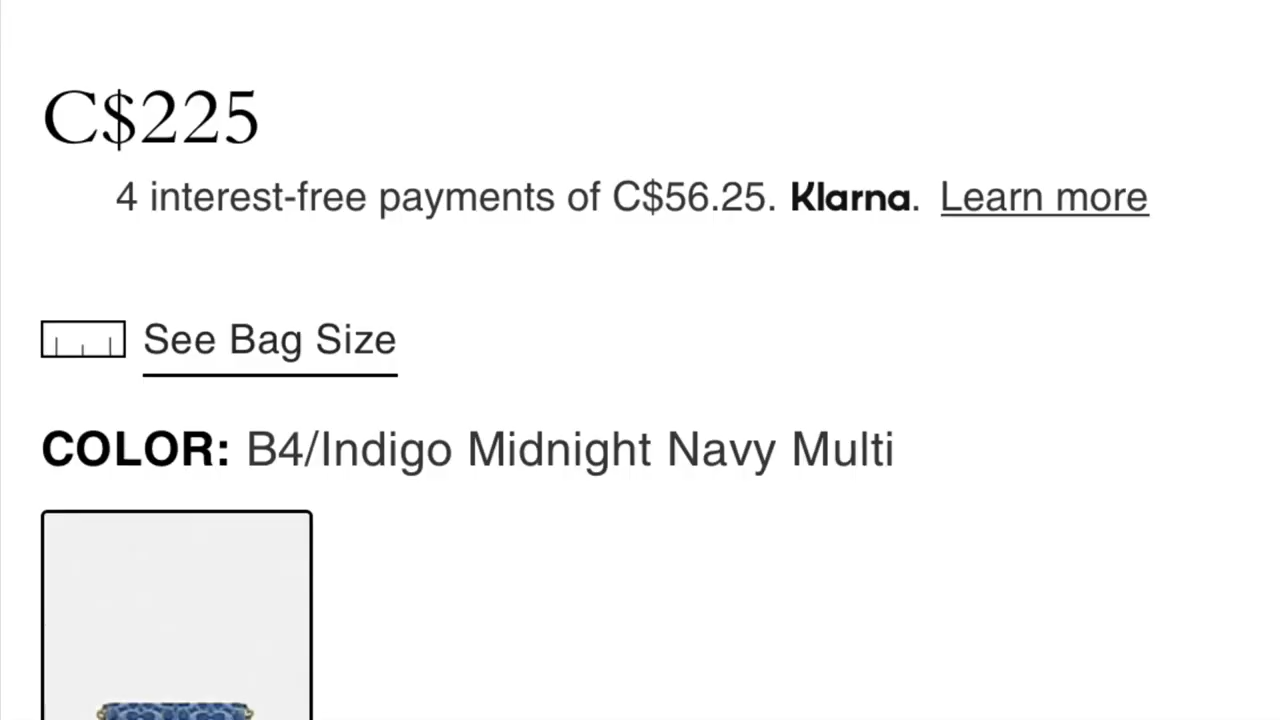 C$225
4 interest-free payments of C$56.25. Klarna. Learn more
See Bag Size
COLOR: B4/Indigo Midnight Navy Multi